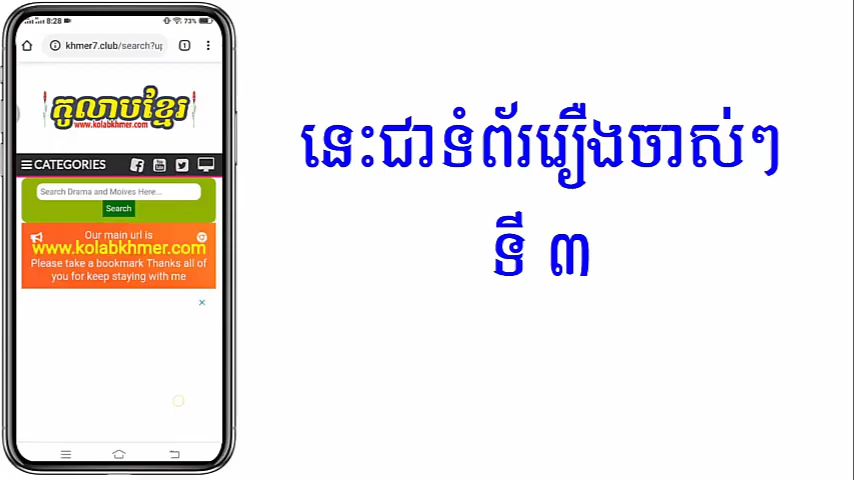 8:28
73%
khmer7.club/search?up
1
កូលាបខ្មែរ
www.kolabkhmer.com
CATEGORIES
Search Drama and Moives Here...
Search
Our main url is
www.kolabkhmer.com
Please take a bookmark Thanks all of
you for keep staying with me
នេះជាទំព័ររឿងចាស់ៗ
ទី ៣